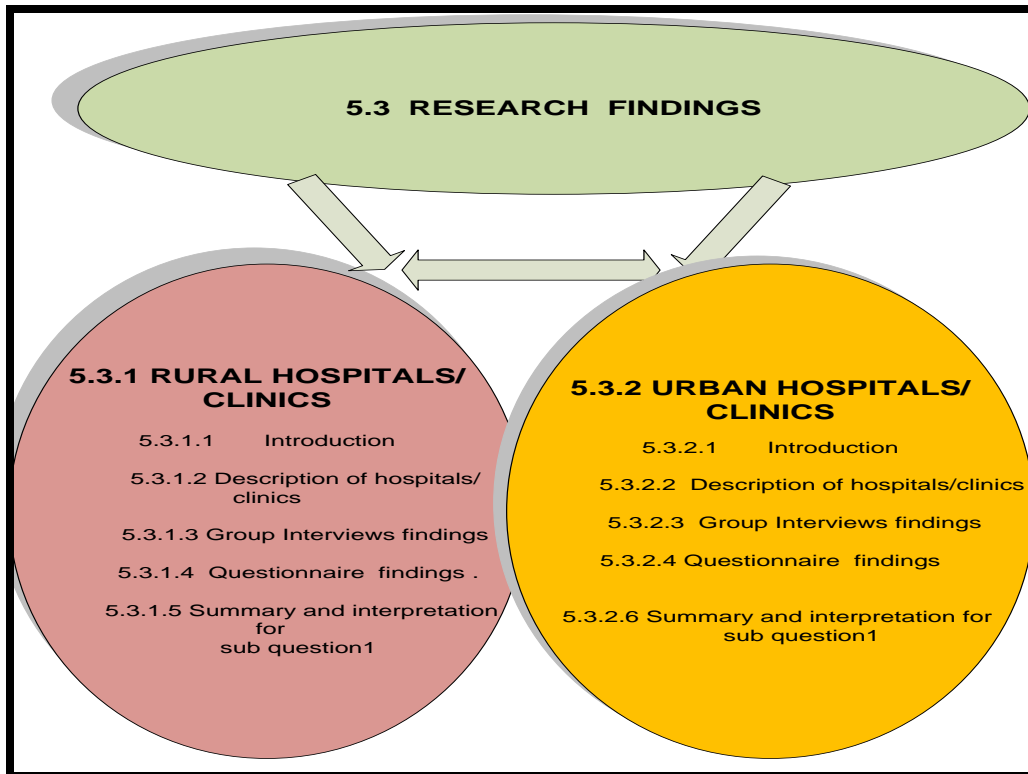 5.3 RESEARCH FINDINGS
5.3.1 RURAL HOSPITALS/
CLINICS
5.3.1.1 Introduction
5.3.1.2 Description of hospitals/
clinics
5.3.1.3 Group Interviews findings
5.3.1.4 Questionnaire findings .
5.3.1.5 Summary and interpretation
for
sub question1
5.3.2 URBAN HOSPITALS/
CLINICS
5.3.2.1 Introduction
5.3.2.2 Description of hospitals/clinics
5.3.2.3 Group Interviews findings
5.3.2.4 Questionnaire findings
5.3.2.6 Summary and interpretation for
sub question1